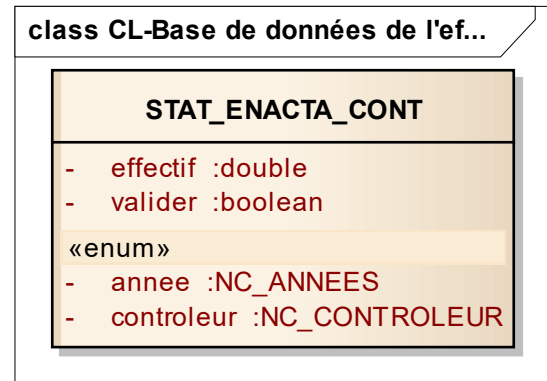 class CL-Base de données de l'ef...
STAT_ENACTA_CONT
- effectif :double
- valider :boolean
«enum»
- annee :NC_ANNEES
- controleur :NC_CONTROLEUR